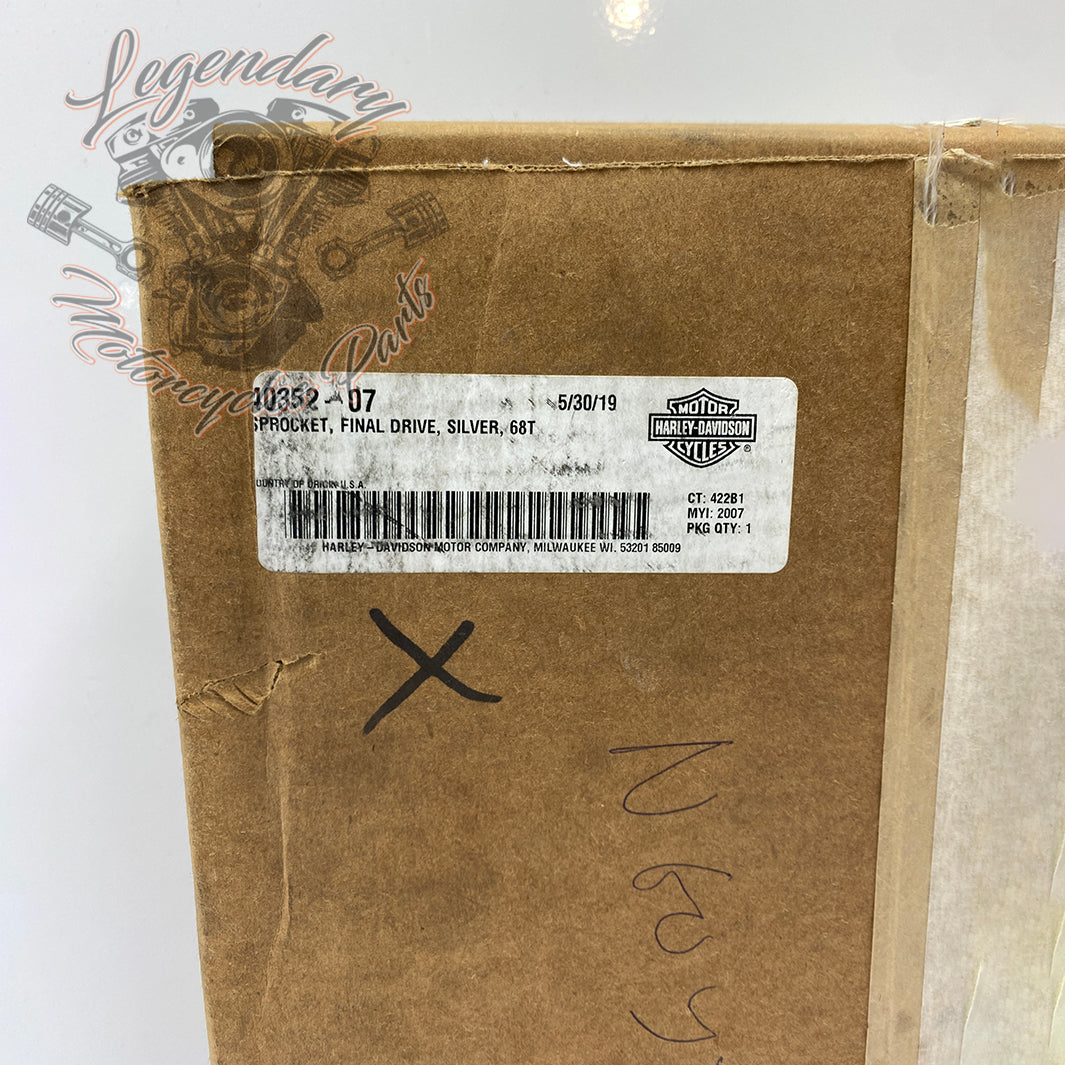 Legendary
Motorcycle Parts
40352-07 5/30/19
SPROCKET, FINAL DRIVE, SILVER, 68T
MOTOR
HARLEY-DAVIDSON
CYCLES
®
OUNTRY OF ORIGIN U.S.A.
CT: 422B1
MYI: 2007
PKG QTY: 1
HARLEY-DAVIDSON MOTOR COMPANY, MILWAUKEE WI. 53201 85009
X